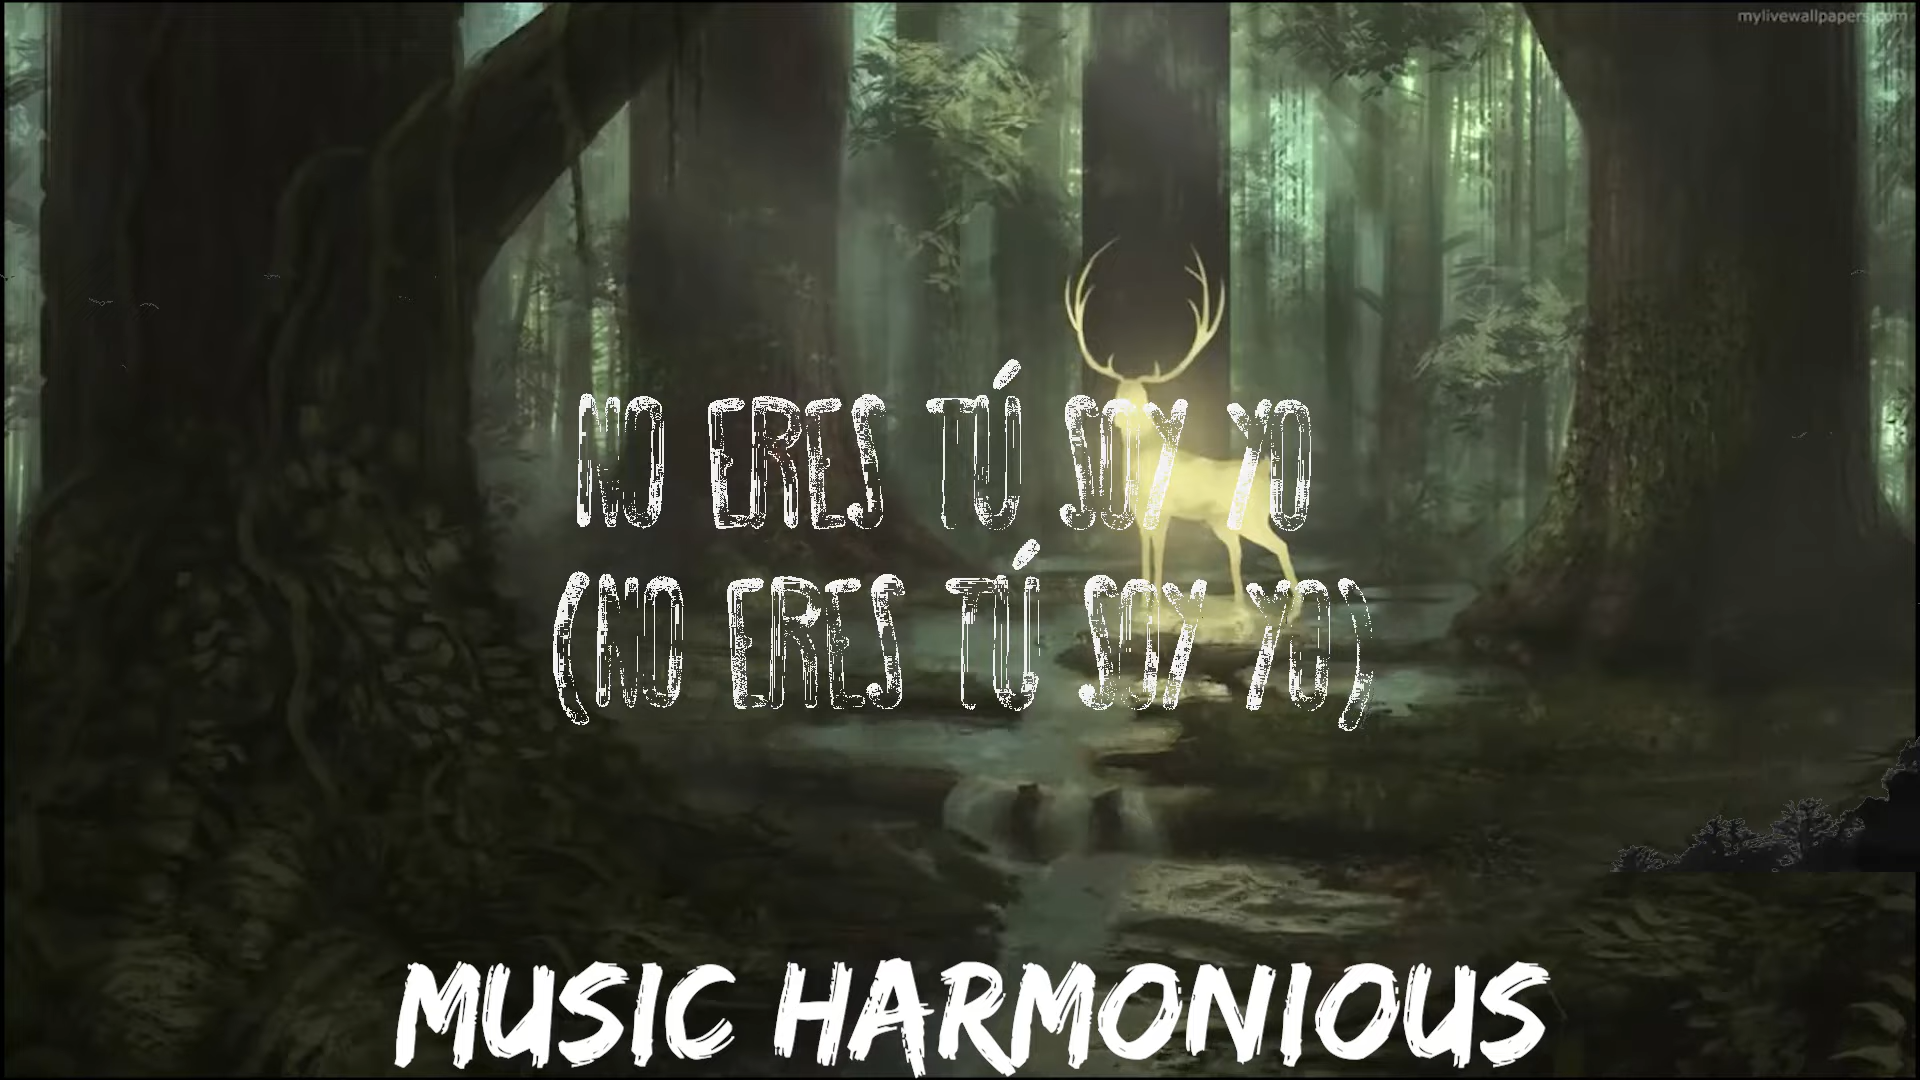 mylivewallpapers.com
NO ERES TÚ SOY YO
(NO ERES TÚ SOY YO)
MUSIC HARMONIOUS